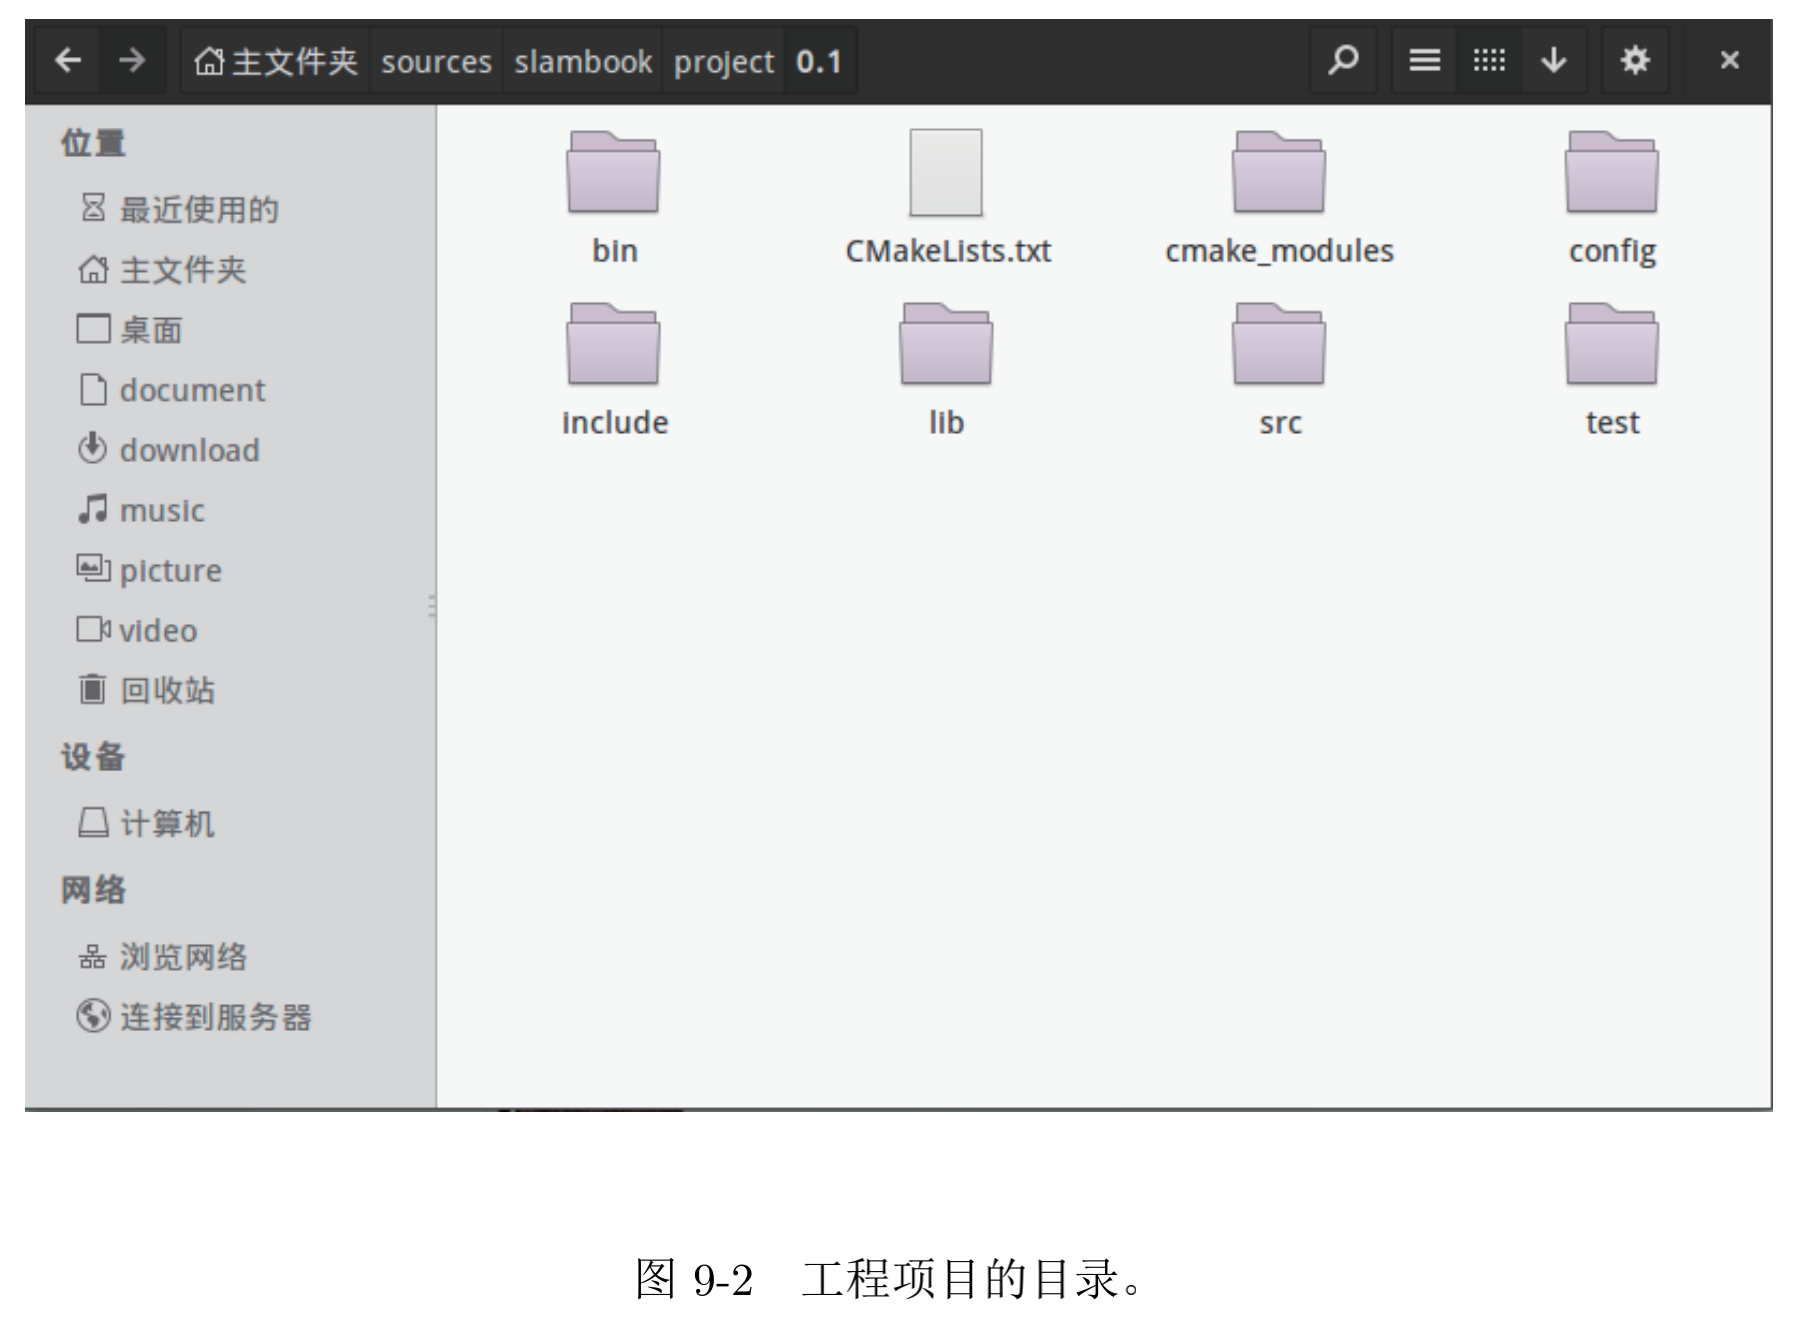 主文件夹 sources slambook project 0.1
位置
最近使用的
主文件夹
桌面
document
download
music
picture
video
回收站
设备
计算机
网络
浏览网络
连接到服务器
bin CMakeLists.txt cmake_modules config
include lib src test
图 9-2 工程项目的目录。